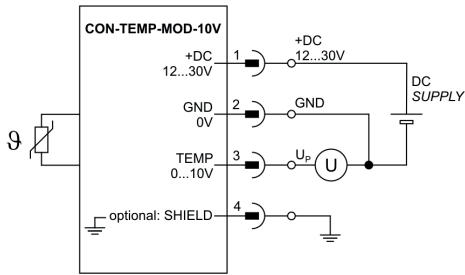 CON-TEMP-MOD-10V
+DC
12...30V
1
+DC
12...30V
DC
SUPPLY
GND
0V
2
GND
ϑ
TEMP
0...10V
3
UP
U
optional: SHIELD
4